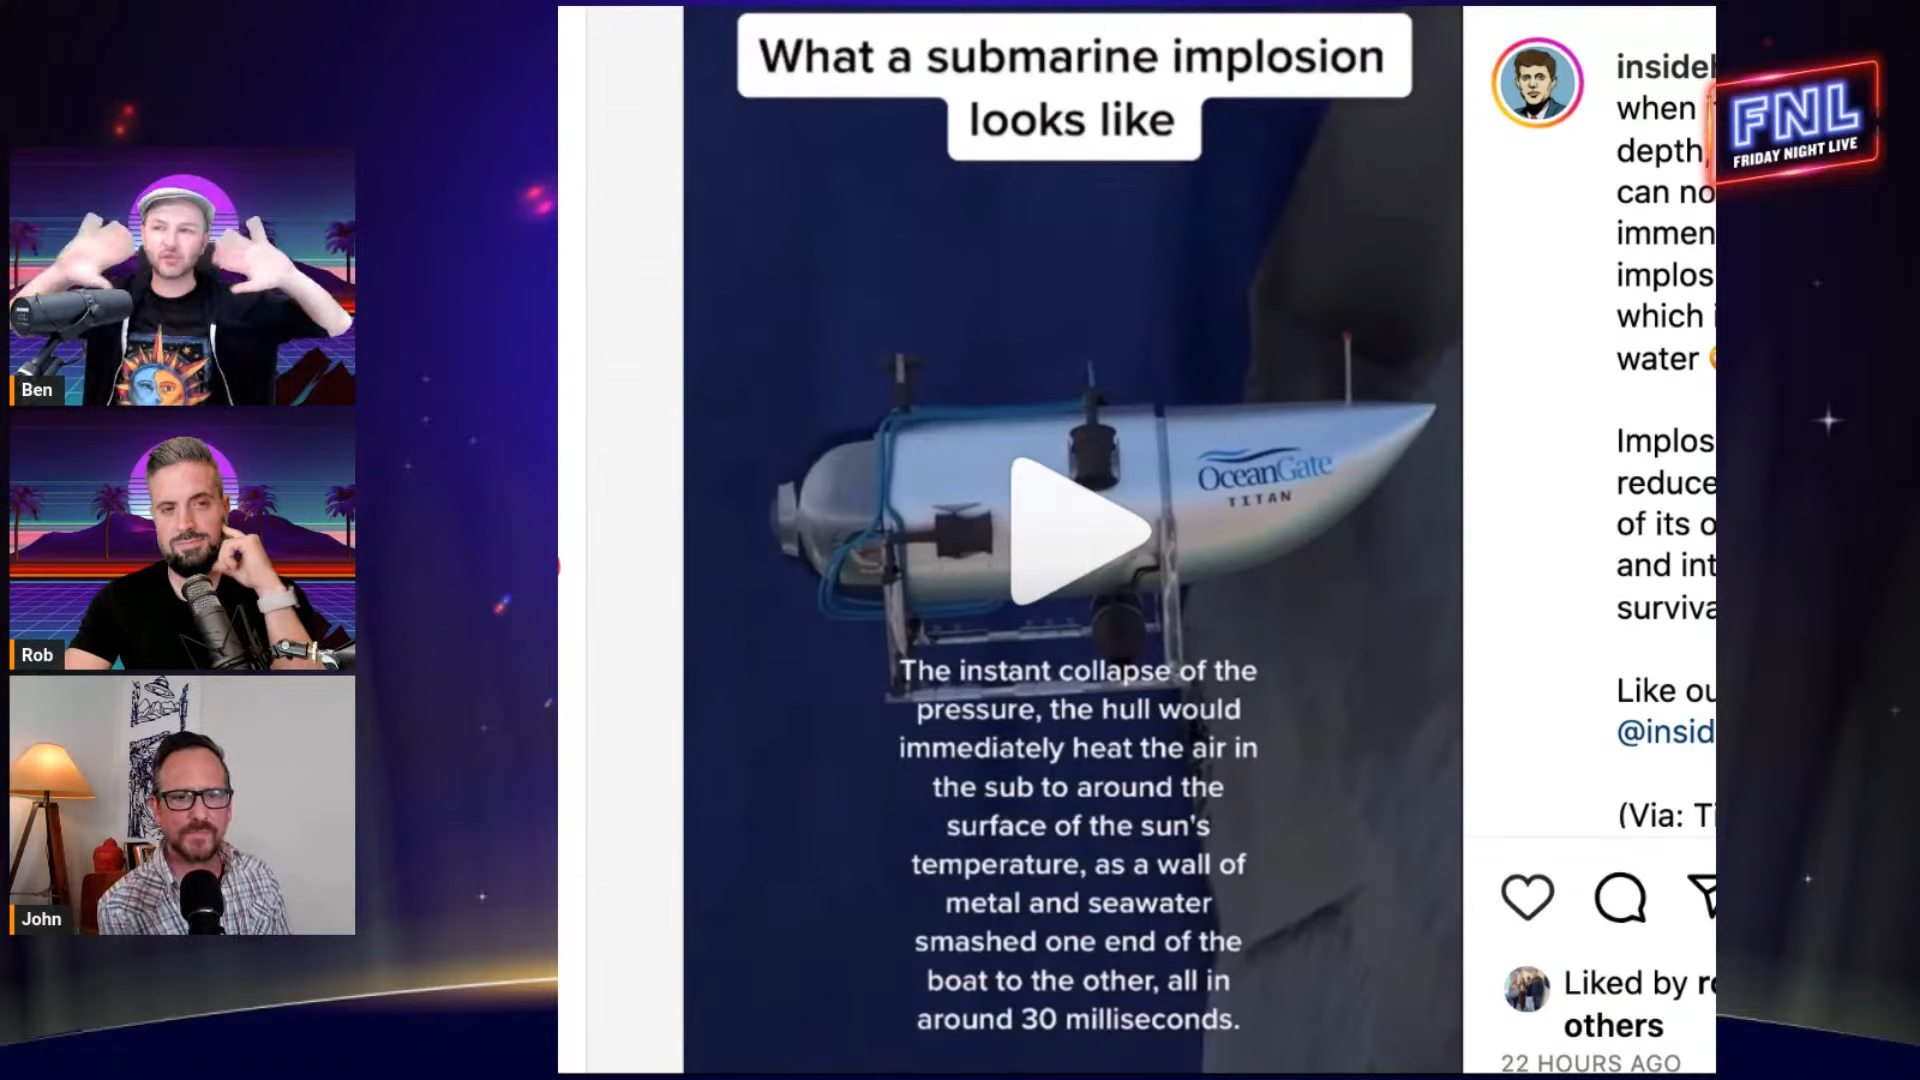 What a submarine implosion
looks like
OceanGate
TITAN
The instant collapse of the
pressure, the hull would
immediately heat the air in
the sub to around the
surface of the sun's
temperature, as a wall of
metal and seawater
smashed one end of the
boat to the other, all in
around 30 milliseconds.
when
depth,
can no
immen
implos
which
water
Implos
reduce
of its o
and int
surviva
Like ou
@insid
(Via: T
Liked by
others
22 HOURS AGO
FNL
FRIDAY NIGHT LIVE
Ben
Rob
John